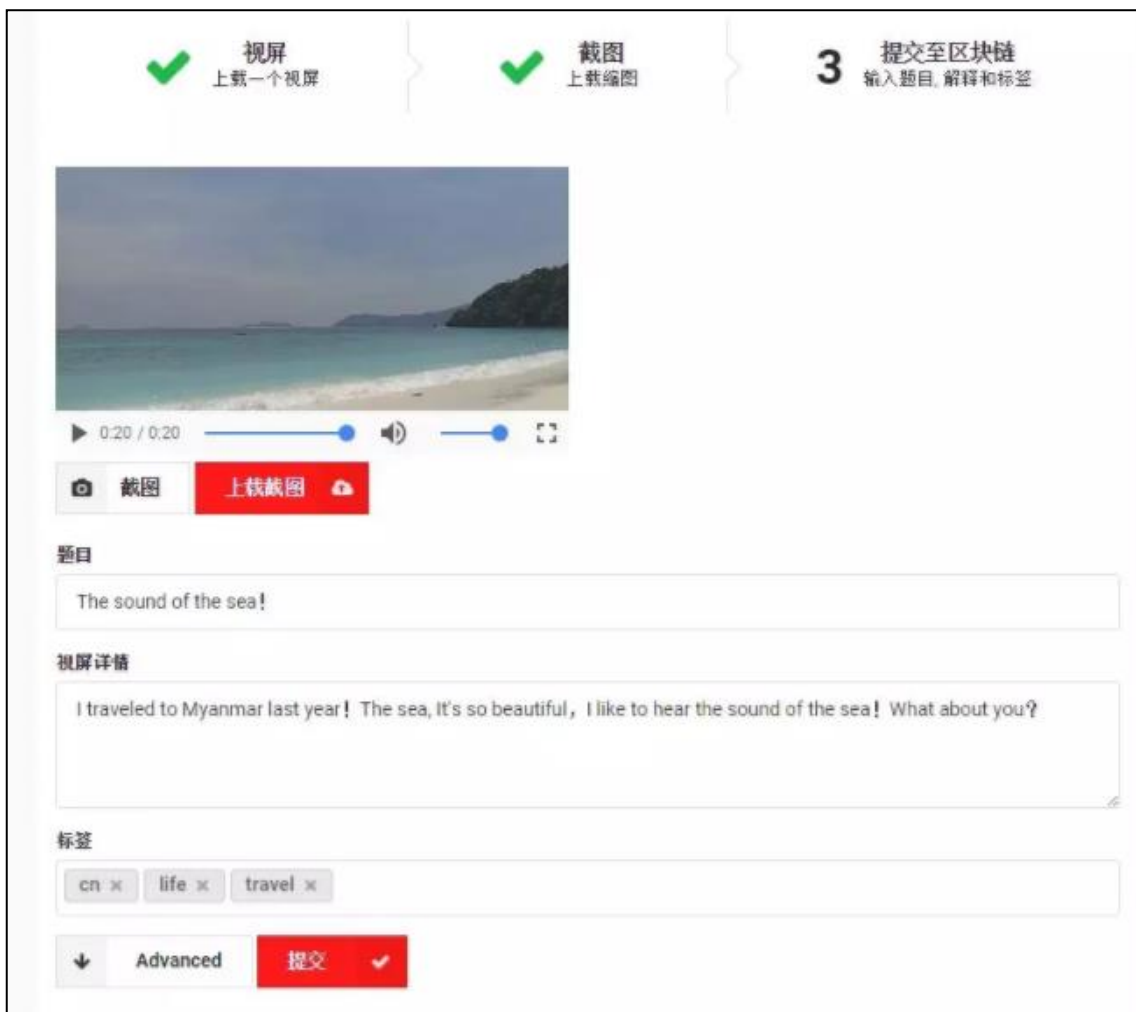 视屏
上载一个视屏
截图
上载缩图
3
提交至区块链
输入题目, 解释和标签
0:20 / 0:20
截图
上载截图
题目
The sound of the sea！
视屏详情
I traveled to Myanmar last year！ The sea, It's so beautiful，I like to hear the sound of the sea！ What about you？
标签
cn × life × travel ×
Advanced
提交